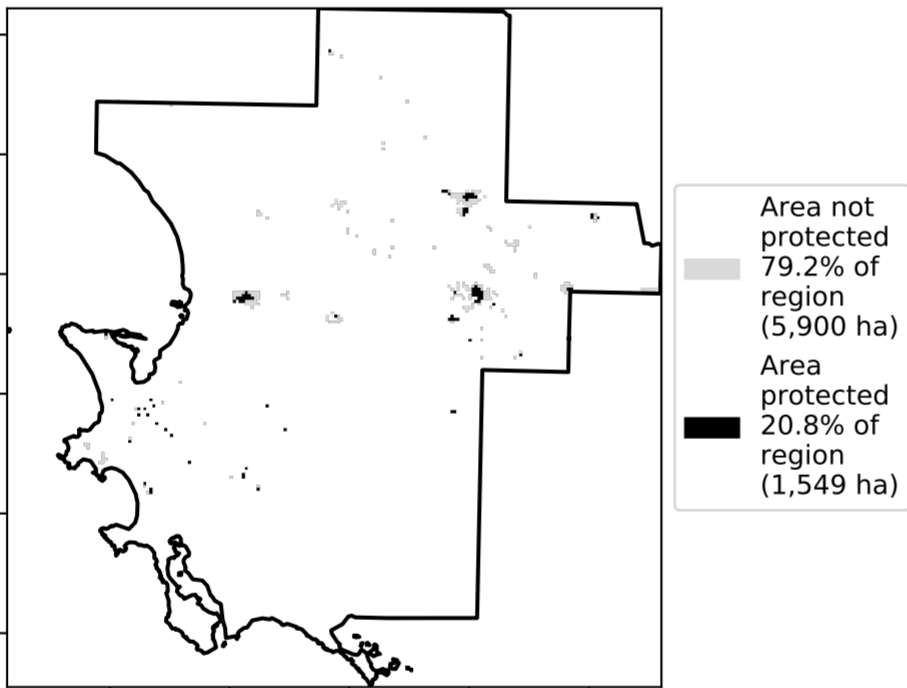 Area not
protected
79.2% of
region
(5,900 ha)
Area
protected
20.8% of
region
(1,549 ha)